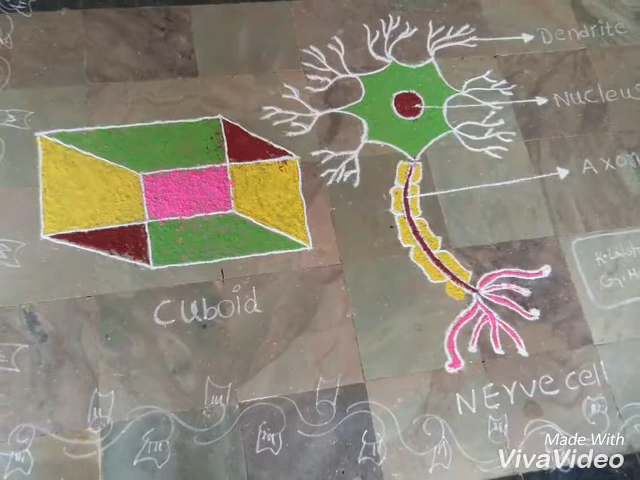 Dendrite
Nucleus
Axon
Cuboid
NErve cell
Made With
VivaVideo